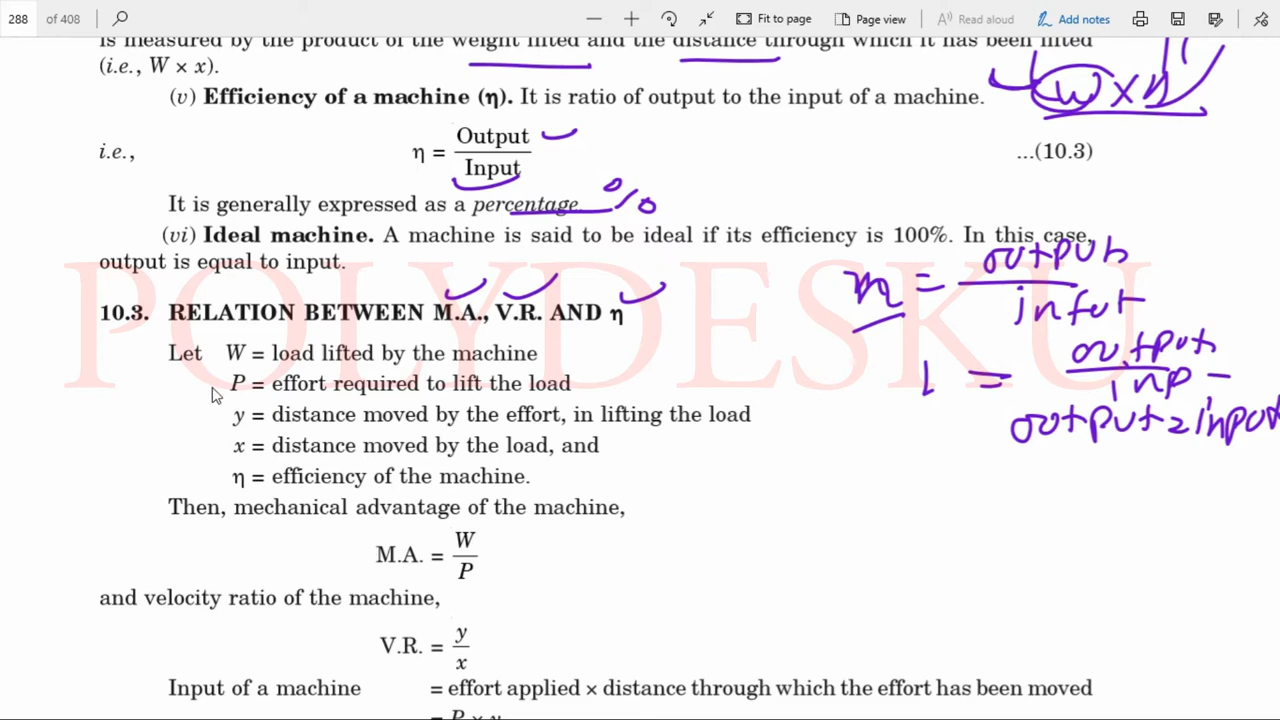 288 of 408 Fit to page Page view Read aloud Add notes
is measured by the product of the weight lifted and the distance through which it has been lifted
(i.e., W × x).
(v) Efficiency of a machine (η). It is ratio of output to the input of a machine.
W × x
i.e., η = Output / Input ...(10.3)
It is generally expressed as a percentage. %
(vi) Ideal machine. A machine is said to be ideal if its efficiency is 100%. In this case,
output is equal to input.
η = output / input
POLYDESKU
10.3. RELATION BETWEEN M.A., V.R. AND η
Let W = load lifted by the machine
1 = output / inp
P = effort required to lift the load
y = distance moved by the effort, in lifting the load
output = input
x = distance moved by the load, and
η = efficiency of the machine.
Then, mechanical advantage of the machine,
M.A. = W / P
and velocity ratio of the machine,
V.R. = y / x
Input of a machine = effort applied × distance through which the effort has been moved
= P × y